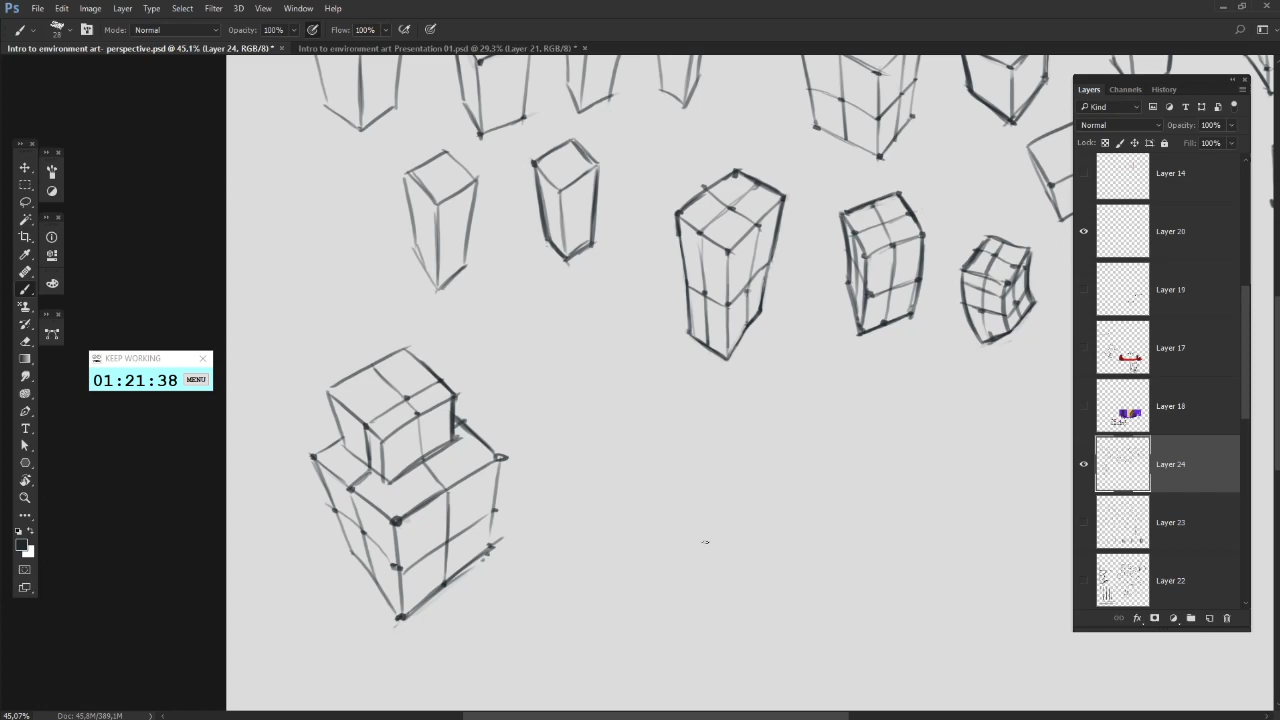 Ps File Edit Image Layer Type Select Filter 3D View Window Help
28 Mode: Normal Opacity: 100% Flow: 100%
Intro to environment art- perspective.psd @ 45,1% (Layer 24, RGB/8) * × Intro to environment art Presentation 01.psd @ 29,3% (Layer 21, RGB/8) * ×
Layers Channels History
Kind
Normal Opacity: 100%
Lock: Fill: 100%
Layer 14
Layer 20
Layer 19
Layer 17
Layer 18
Layer 24
Layer 23
Layer 22
fx
KEEP WORKING
01:21:38 MENU
45,07% Doc: 45,8M/389,1M